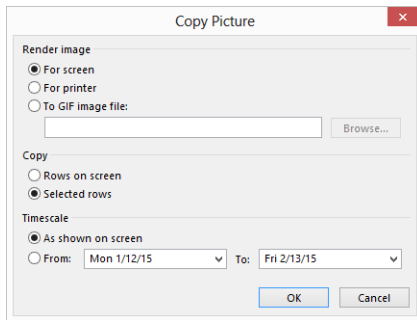 Copy Picture
Render image
For screen
For printer
To GIF image file:
Browse...
Copy
Rows on screen
Selected rows
Timescale
As shown on screen
From: Mon 1/12/15 To: Fri 2/13/15
OK Cancel